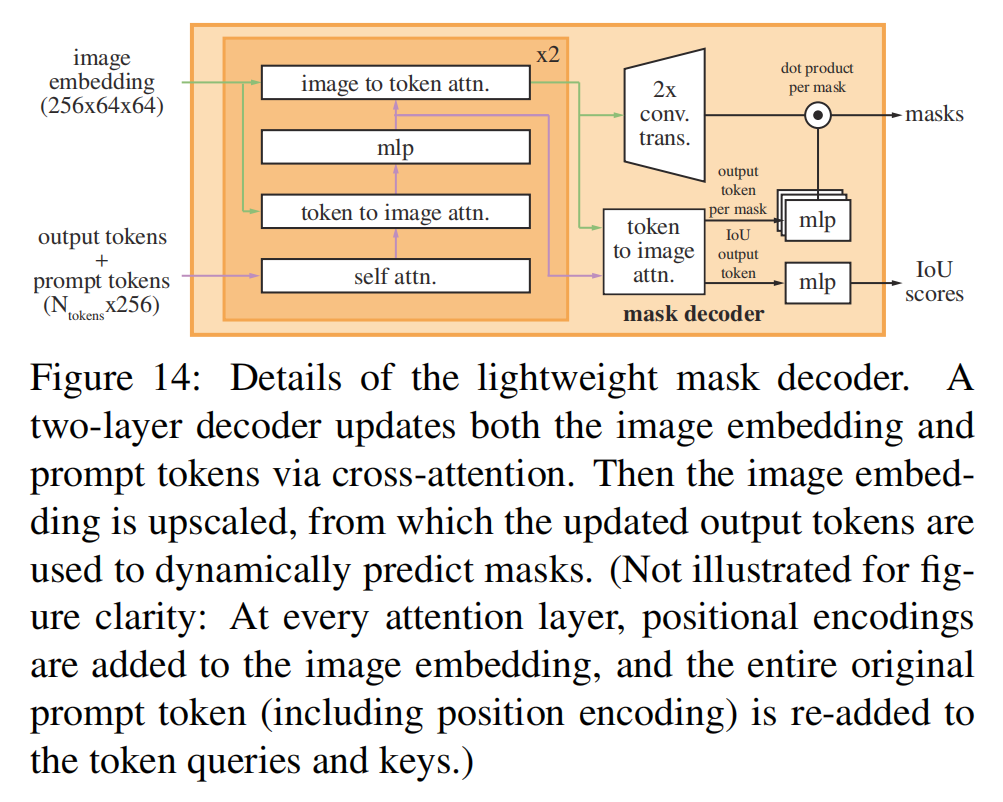 image
embedding
(256x64x64)
output tokens
+
prompt tokens
(Ntokensx256)
x2
image to token attn.
mlp
token to image attn.
self attn.
2x
conv.
trans.
dot product
per mask
masks
token
to image
attn.
output
token
per mask
IoU
output
token
mlp
mlp
IoU
scores
mask decoder
Figure 14: Details of the lightweight mask decoder. A
two-layer decoder updates both the image embedding and
prompt tokens via cross-attention. Then the image embed-
ding is upscaled, from which the updated output tokens are
used to dynamically predict masks. (Not illustrated for fig-
ure clarity: At every attention layer, positional encodings
are added to the image embedding, and the entire original
prompt token (including position encoding) is re-added to
the token queries and keys.)